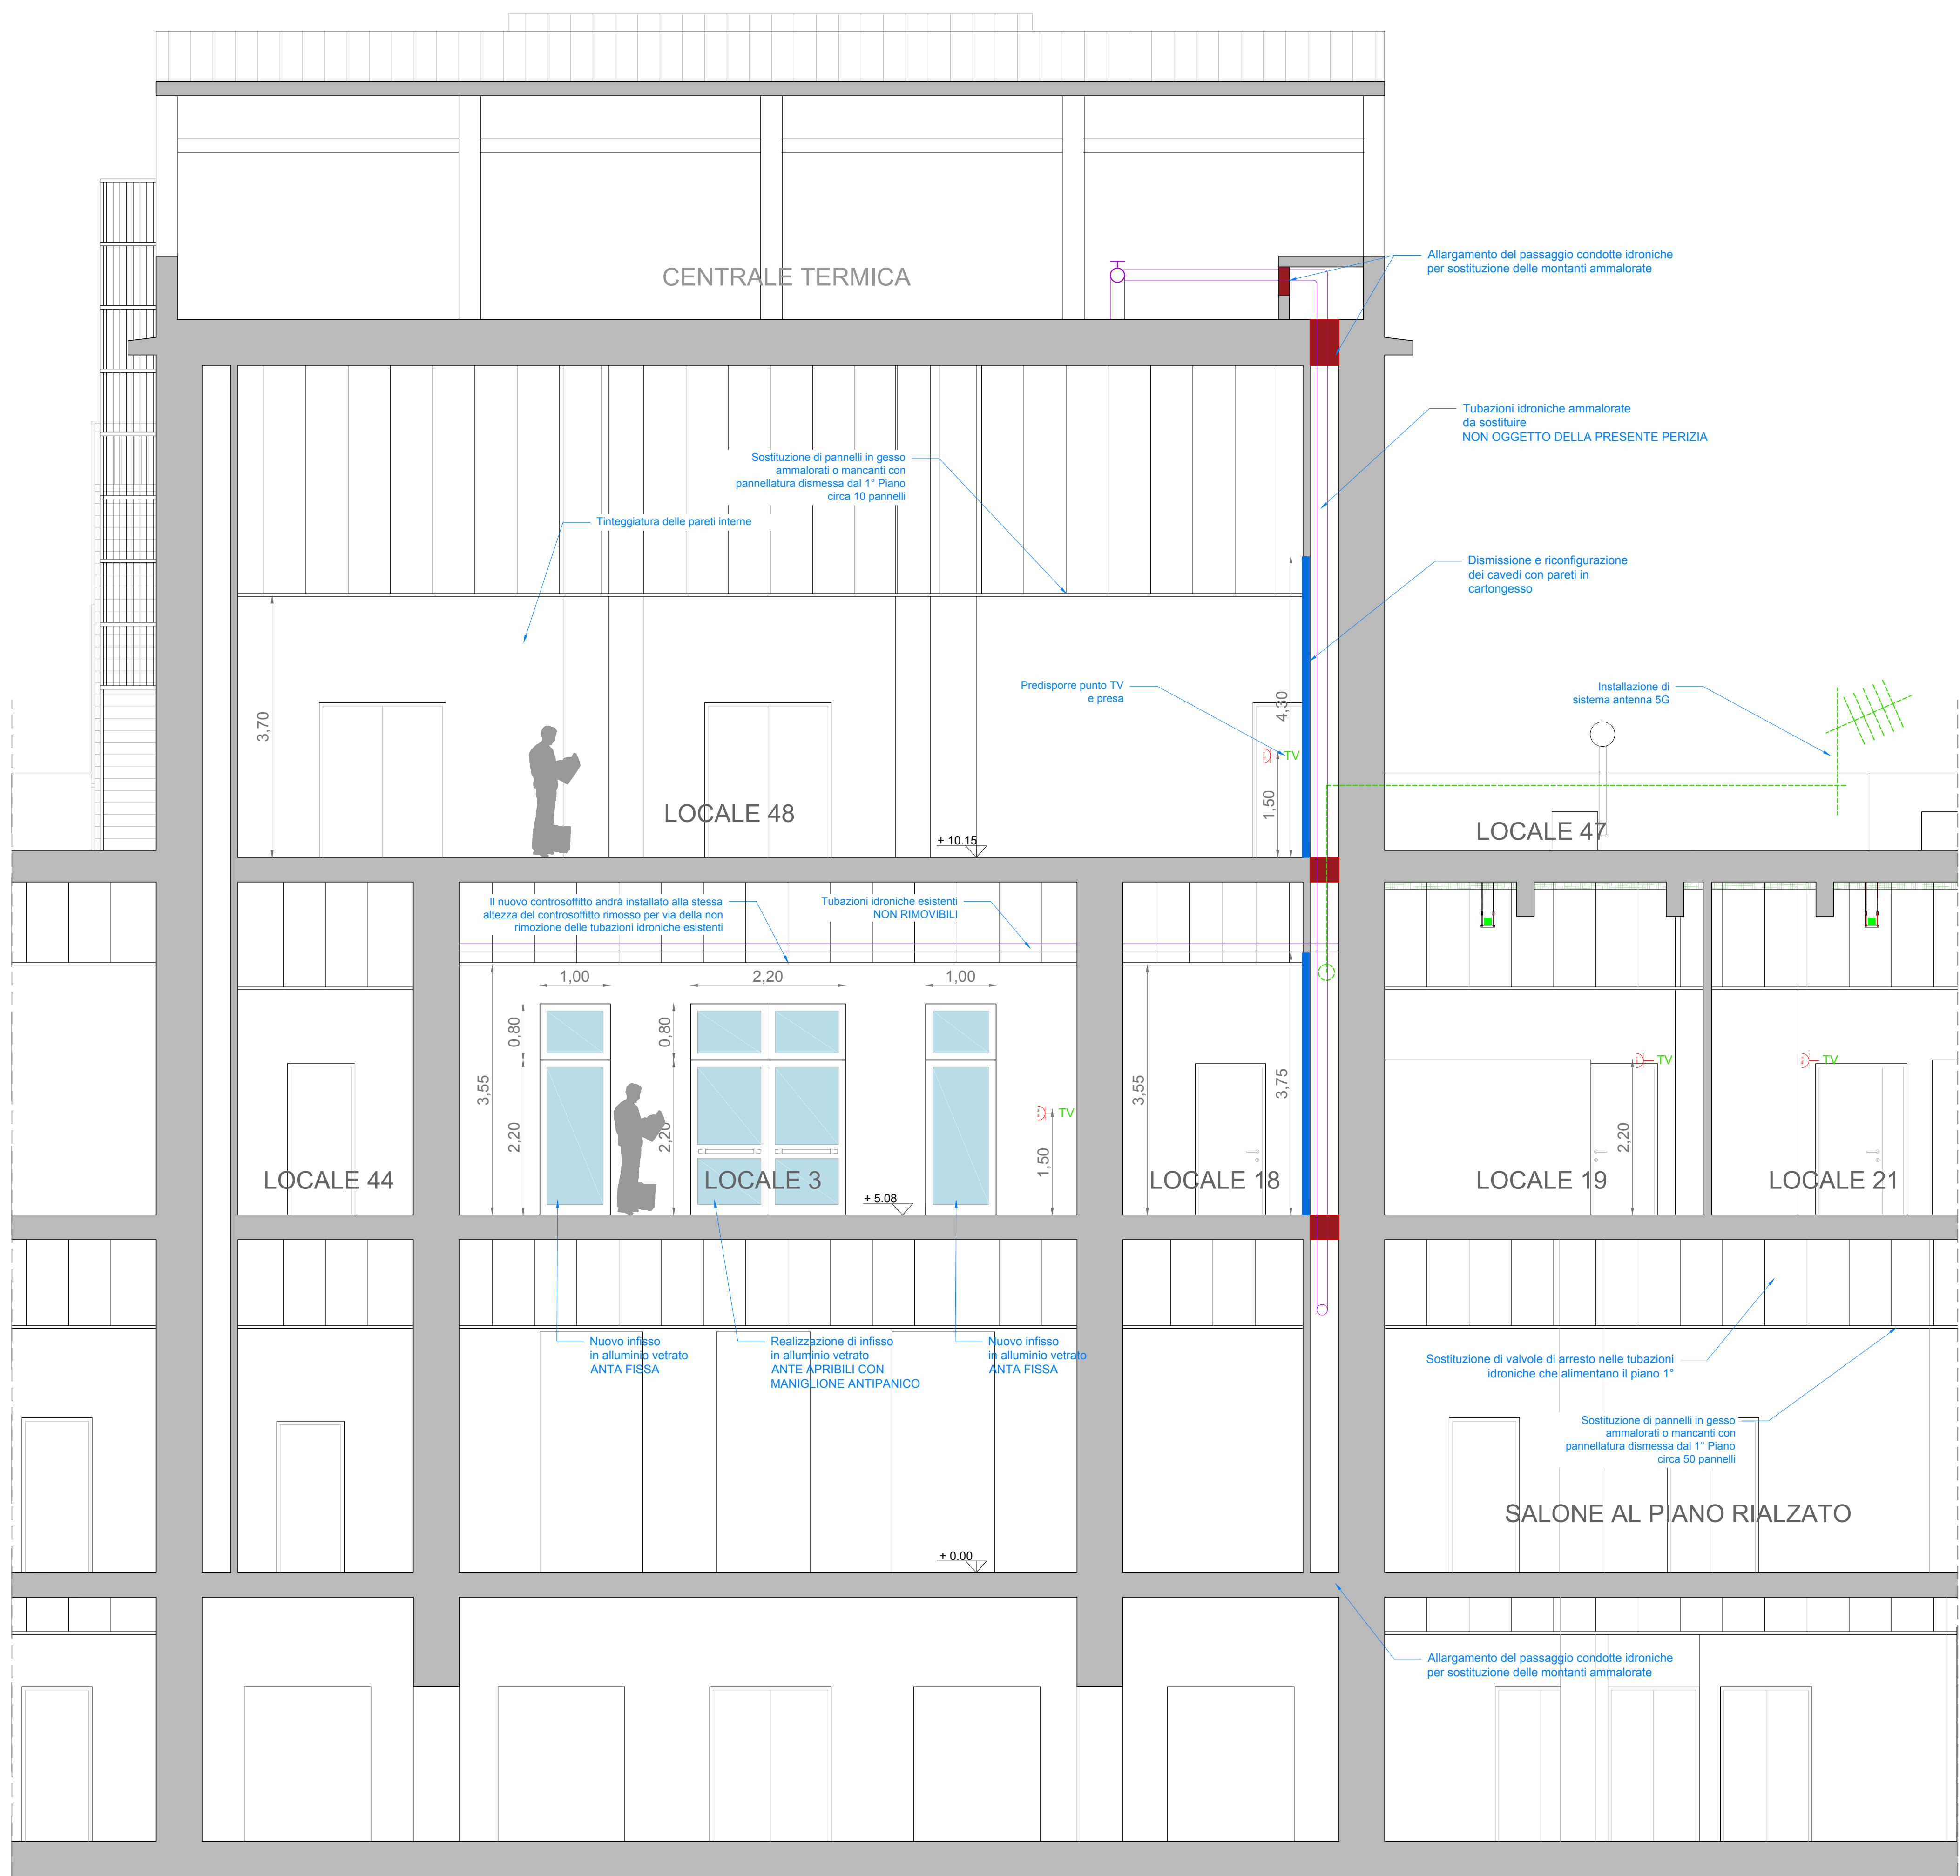 CENTRALE TERMICA
Allargamento del passaggio condotte idroniche
per sostituzione delle montanti ammalorate
Tubazioni idroniche ammalorate
da sostituire
NON OGGETTO DELLA PRESENTE PERIZIA
Sostituzione di pannelli in gesso
ammalorati o mancanti con
pannellatura dismessa dal 1° Piano
circa 10 pannelli
Tinteggiatura delle pareti interne
Dismissione e riconfigurazione
dei cavedi con pareti in
cartongesso
Predisporre punto TV
e presa
Installazione di
sistema antenna 5G
3,70
4,30
TV
1,50
LOCALE 48
+ 10.15
LOCALE 47
Il nuovo controsoffitto andrà installato alla stessa
altezza del controsoffitto rimosso per via della non
rimozione delle tubazioni idroniche esistenti
Tubazioni idroniche esistenti
NON RIMOVIBILI
1,00
2,20
1,00
0,80
0,80
3,55
2,20
2,20
TV
1,50
3,55
3,75
TV
2,20
TV
LOCALE 44
LOCALE 3
+ 5.08
LOCALE 18
LOCALE 19
LOCALE 21
Nuovo infisso
in alluminio vetrato
ANTA FISSA
Realizzazione di infisso
in alluminio vetrato
ANTE APRIBILI CON
MANIGLIONE ANTIPANICO
Nuovo infisso
in alluminio vetrato
ANTA FISSA
Sostituzione di valvole di arresto nelle tubazioni
idroniche che alimentano il piano 1°
Sostituzione di pannelli in gesso
ammalorati o mancanti con
pannellatura dismessa dal 1° Piano
circa 50 pannelli
SALONE AL PIANO RIALZATO
+ 0.00
Allargamento del passaggio condotte idroniche
per sostituzione delle montanti ammalorate